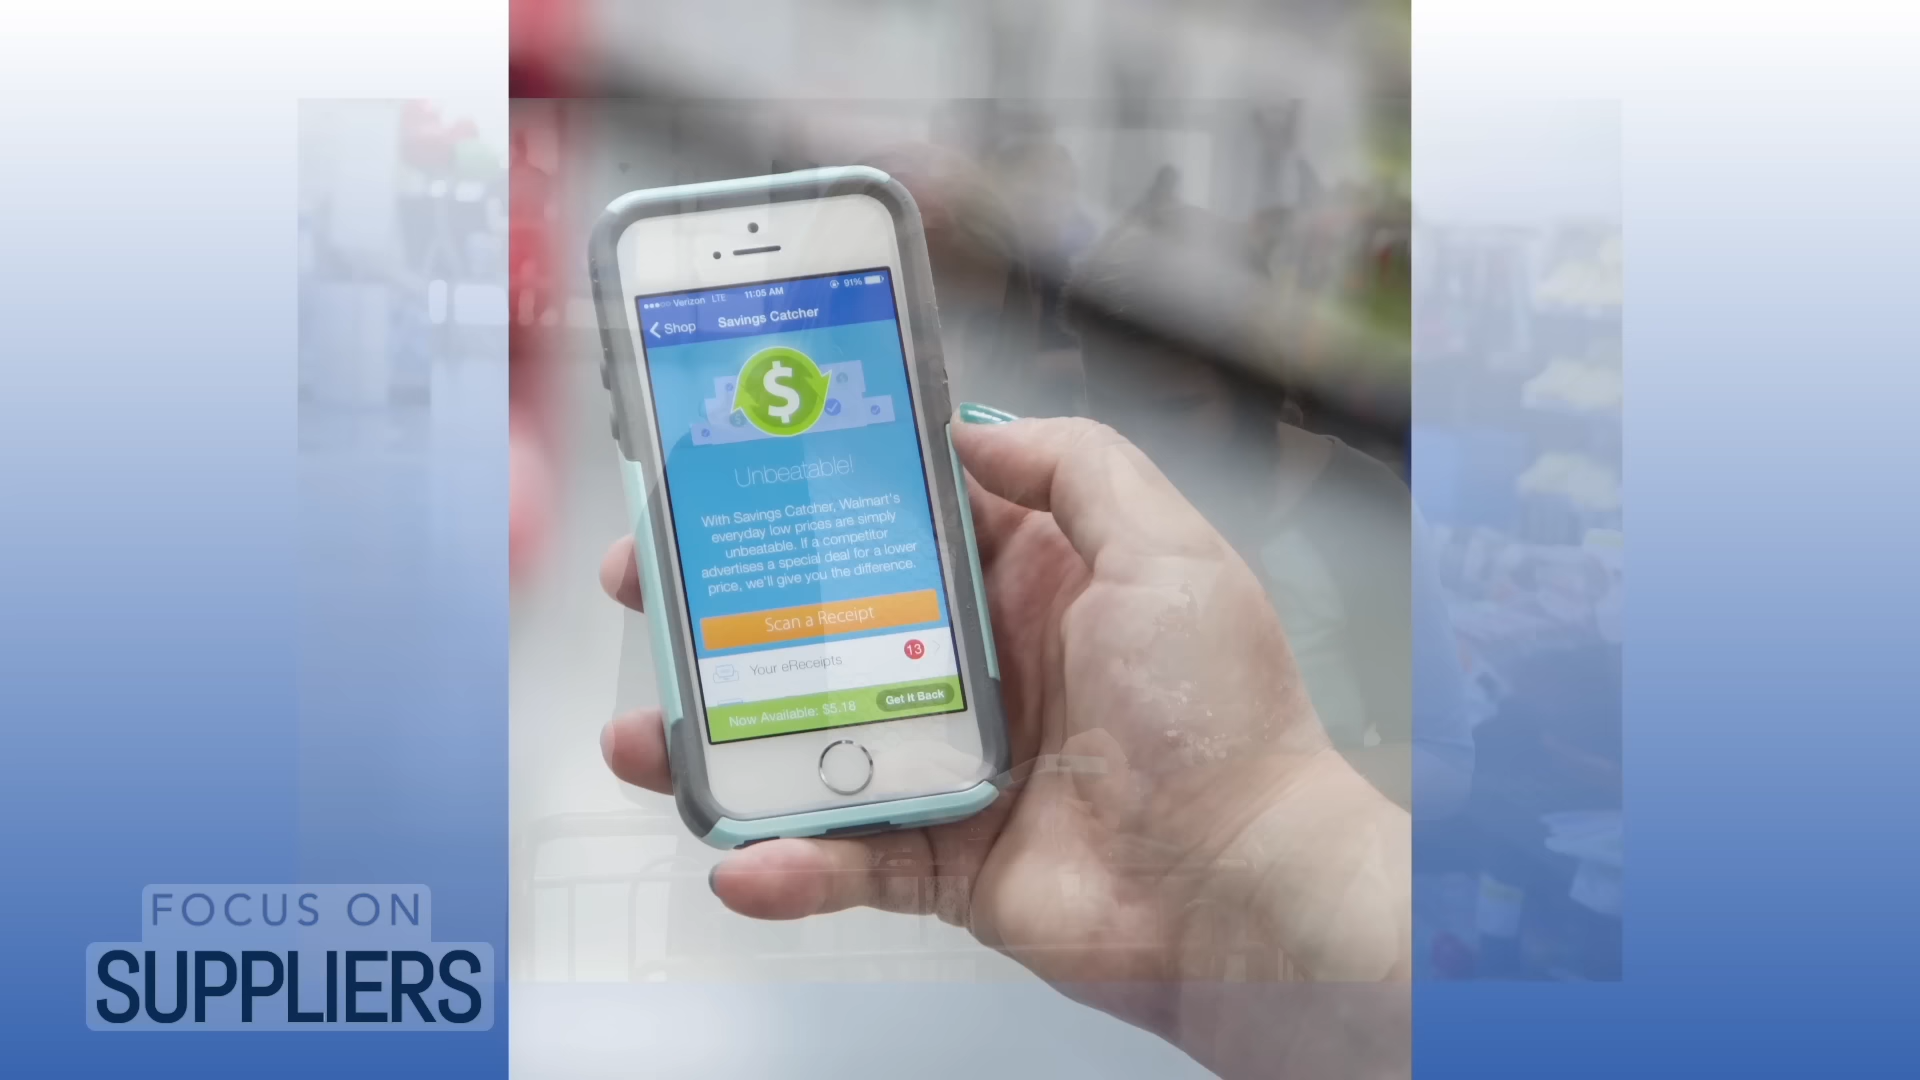 Verizon LTE 11:05 AM 91%
Shop Savings Catcher
$
Unbeatable!
With Savings Catcher, Walmart's
everyday low prices are simply
unbeatable. If a competitor
advertises a special deal for a lower
price, we'll give you the difference.
Scan a Receipt
Your eReceipts 13
Now Available: $5.18 Get It Back
FOCUS ON
SUPPLIERS